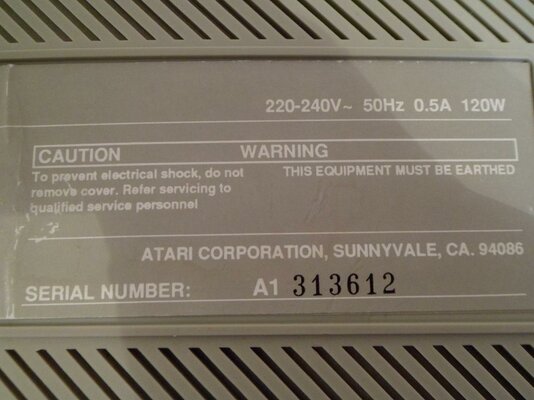 220-240V~ 50Hz 0.5A 120W
CAUTION WARNING
To prevent electrical shock, do not THIS EQUIPMENT MUST BE EARTHED
remove cover. Refer servicing to
qualified service personnel
ATARI CORPORATION, SUNNYVALE, CA. 94086
SERIAL NUMBER: A1 313612